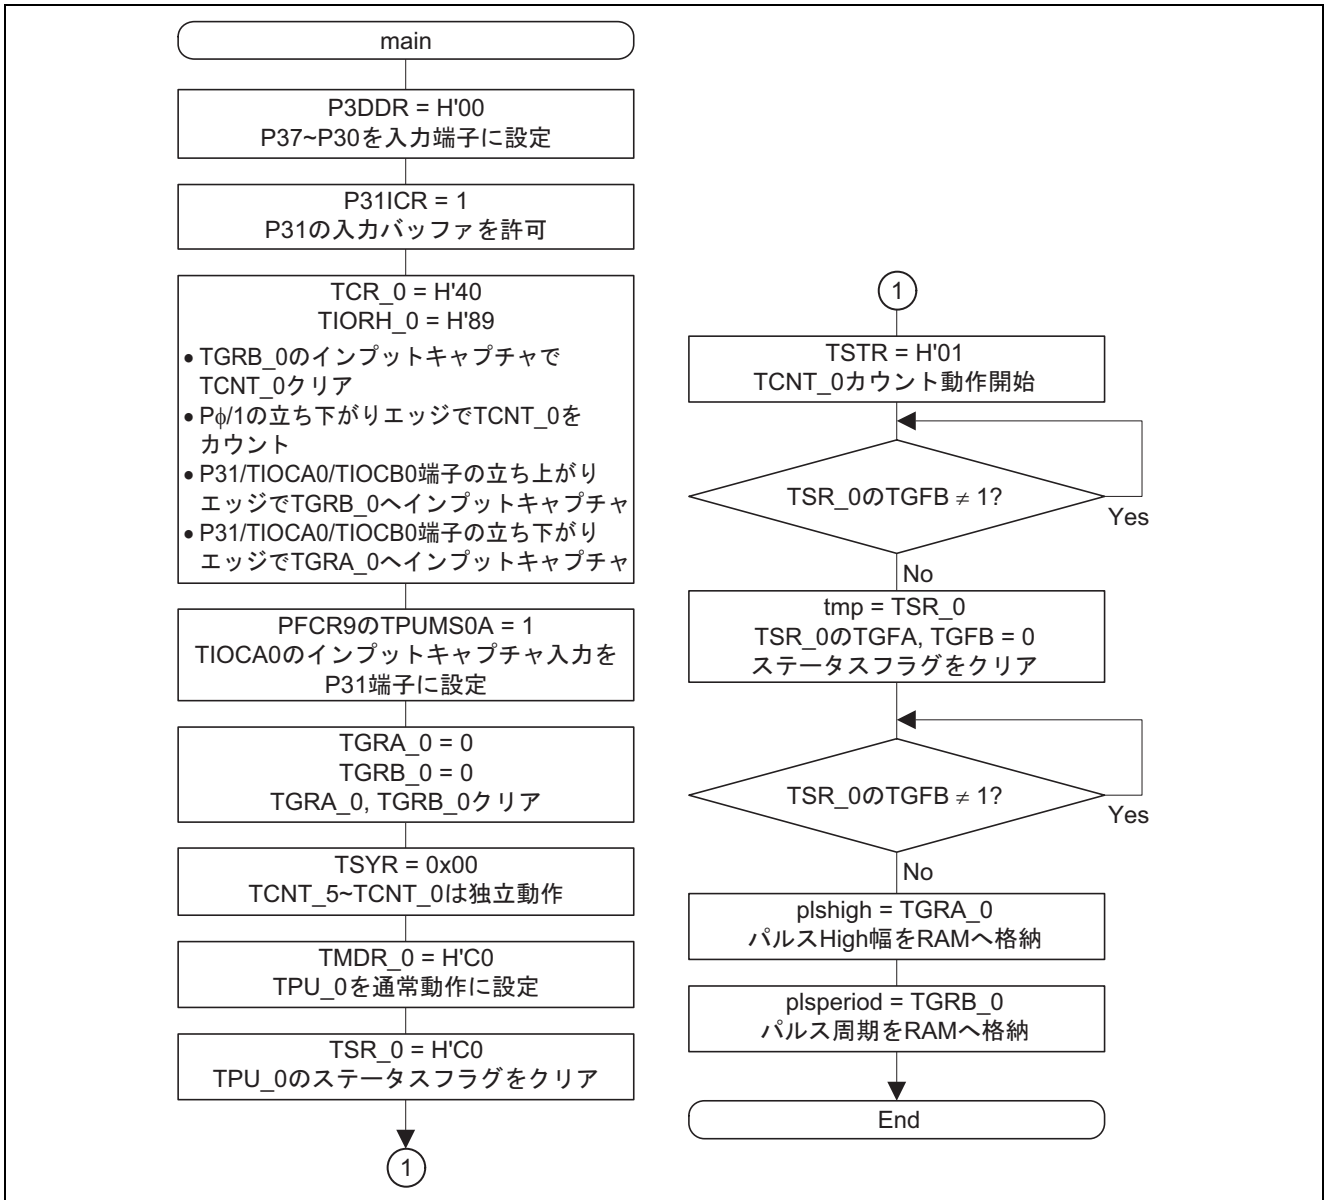 main
P3DDR = H'00
P37~P30を入力端子に設定
P31ICR = 1
P31の入力バッファを許可
TCR_0 = H'40
TIORH_0 = H'89
• TGRB_0のインプットキャプチャで
TCNT_0クリア
• Pϕ/1の立ち下がりエッジでTCNT_0を
カウント
• P31/TIOCA0/TIOCB0端子の立ち上がり
エッジでTGRB_0へインプットキャプチャ
• P31/TIOCA0/TIOCB0端子の立ち下がり
エッジでTGRA_0へインプットキャプチャ
PFCR9のTPUMS0A = 1
TIOCA0のインプットキャプチャ入力を
P31端子に設定
TGRA_0 = 0
TGRB_0 = 0
TGRA_0, TGRB_0クリア
TSYR = 0x00
TCNT_5~TCNT_0は独立動作
TMDR_0 = H'C0
TPU_0を通常動作に設定
TSR_0 = H'C0
TPU_0のステータスフラグをクリア
1
1
TSTR = H'01
TCNT_0カウント動作開始
TSR_0のTGFB ≠ 1?
Yes
No
tmp = TSR_0
TSR_0のTGFA, TGFB = 0
ステータスフラグをクリア
TSR_0のTGFB ≠ 1?
Yes
No
plshigh = TGRA_0
パルスHigh幅をRAMへ格納
plsperiod = TGRB_0
パルス周期をRAMへ格納
End